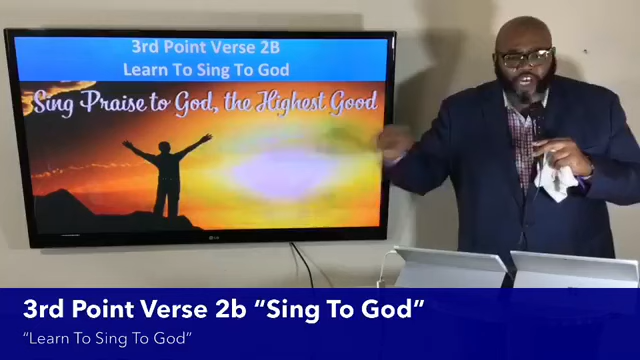 3rd Point Verse 2B
Learn To Sing To God
Sing Praise to God, the Highest Good
LG
3rd Point Verse 2b “Sing To God”
“Learn To Sing To God”